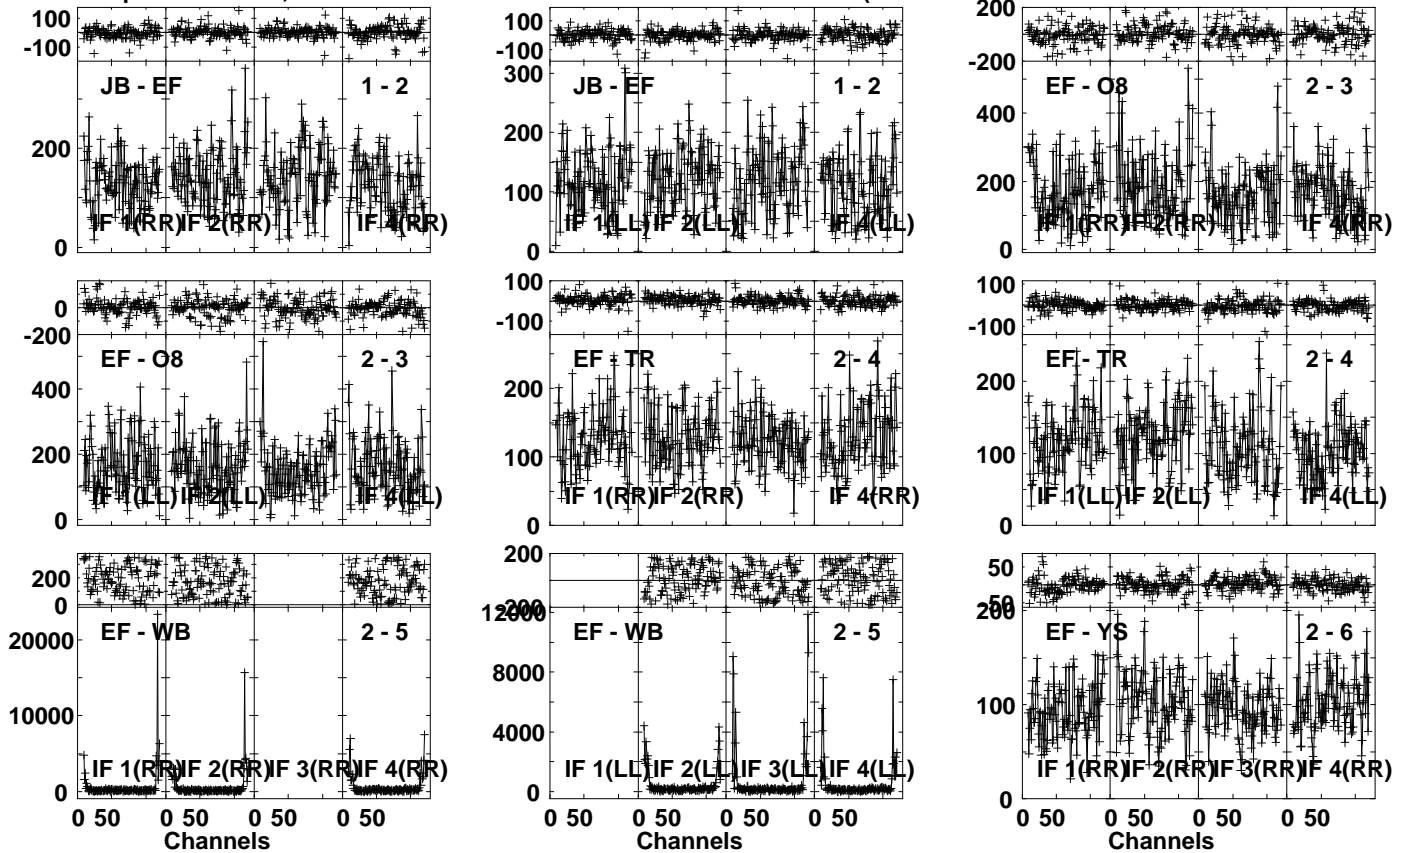 100
-100
JB - EF
1 - 2
200
0
IF 1(RR) IF 2(RR)
IF 4(RR)
100
-100
300
JB - EF
1 - 2
200
100
0
IF 1(LL) IF 2(LL)
IF 4(LL)
200
-200
EF - O8
2 - 3
400
200
0
IF 1(RR) IF 2(RR)
IF 4(RR)
0
-200
EF - O8
2 - 3
400
200
0
IF 1(LL) IF 2(LL)
IF 4(LL)
100
-100
EF - TR
2 - 4
200
100
0
IF 1(RR) IF 2(RR)
IF 4(RR)
100
-100
EF - TR
2 - 4
200
100
0
IF 1(LL) IF 2(LL)
IF 4(LL)
200
0
EF - WB
2 - 5
20000
10000
0
IF 1(RR) IF 2(RR) IF 3(RR) IF 4(RR)
0 50 0 50 0 50 0 50
Channels
200
200
12000
EF - WB
2 - 5
8000
4000
0
IF 1(LL) IF 2(LL) IF 3(LL) IF 4(LL)
0 50 0 50 0 50 0 50
Channels
50
50
200
EF - YS
2 - 6
100
0
IF 1(RR) IF 2(RR) IF 3(RR) IF 4(RR)
0 50 0 50 0 50 0 50
Channels